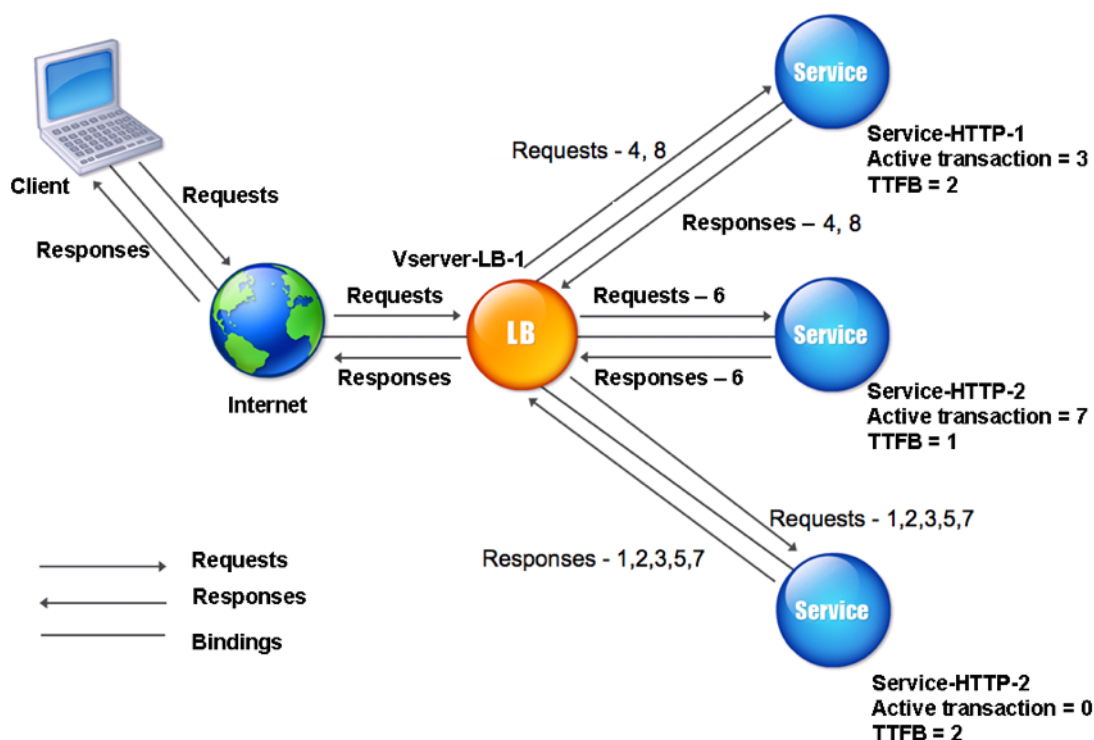 Service
Service-HTTP-1
Active transaction = 3
TTFB = 2
Requests - 4, 8
Responses – 4, 8
Client
Requests
Responses
Vserver-LB-1
Requests
LB
Responses
Internet
Requests – 6
Responses – 6
Service
Service-HTTP-2
Active transaction = 7
TTFB = 1
Requests - 1,2,3,5,7
Responses - 1,2,3,5,7
Service
Service-HTTP-2
Active transaction = 0
TTFB = 2
Requests
Responses
Bindings